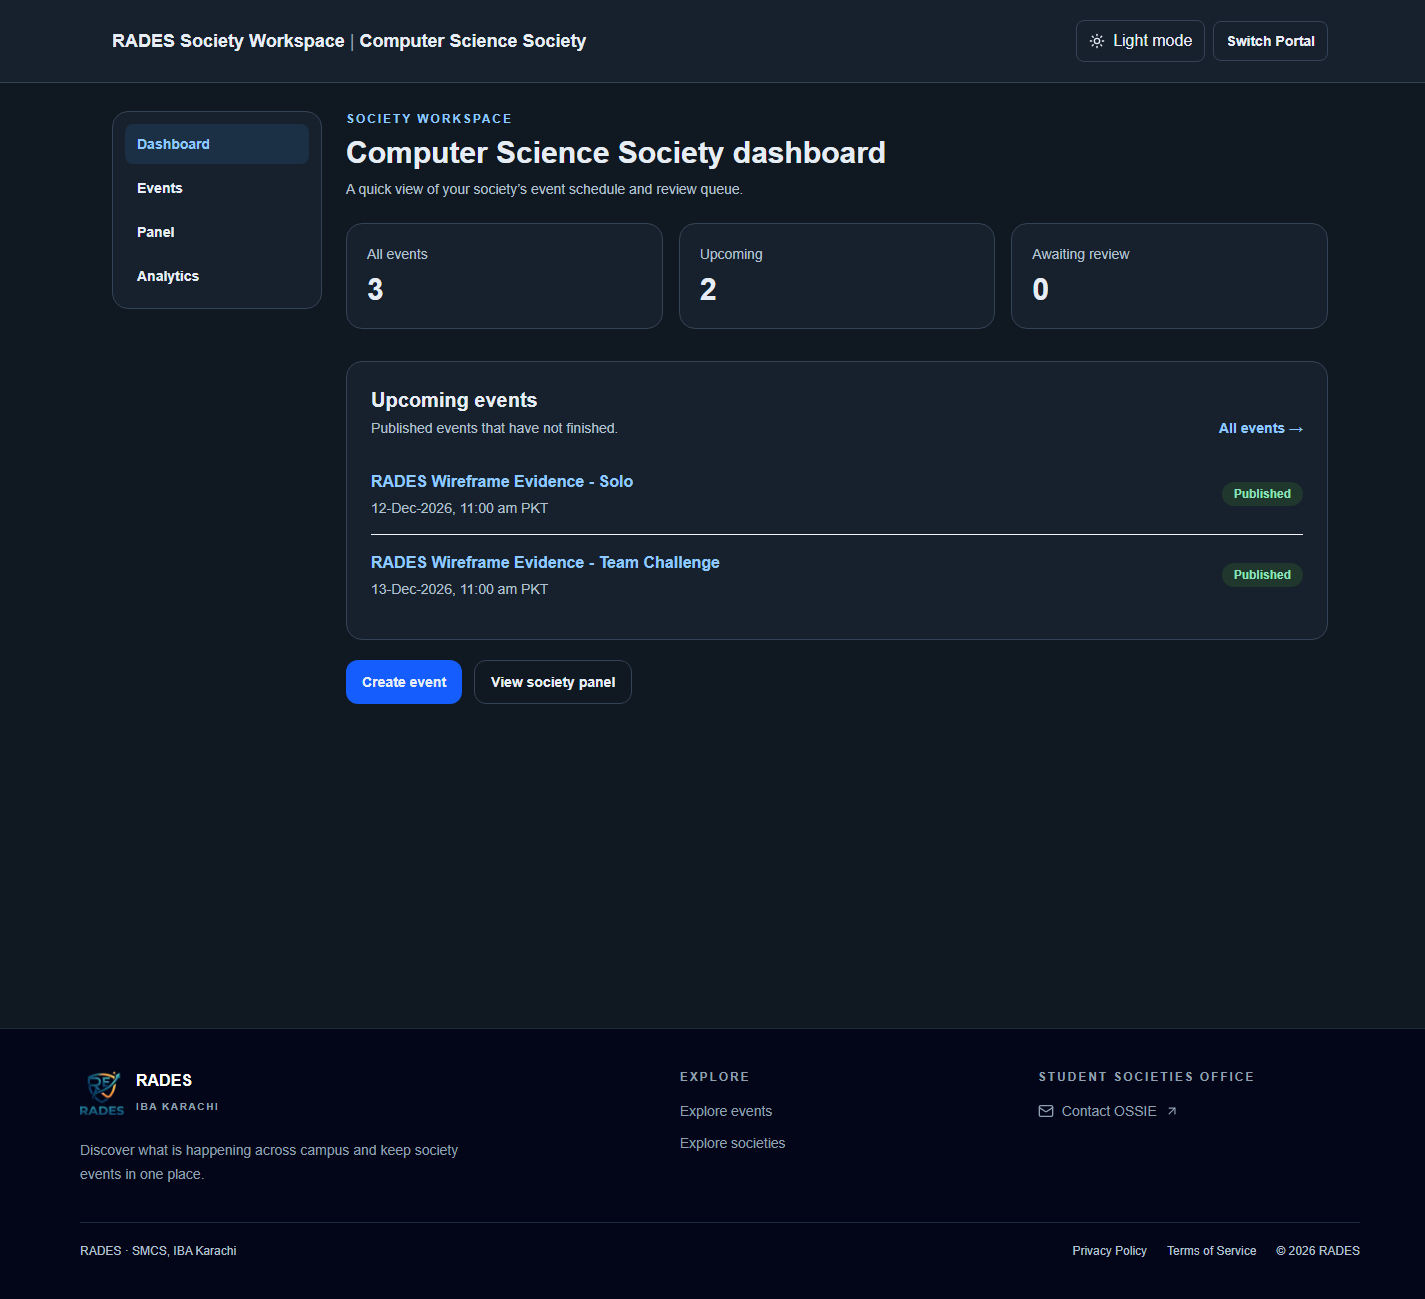 RADES Society Workspace | Computer Science Society
Light mode
Switch Portal
Dashboard
Events
Panel
Analytics
SOCIETY WORKSPACE
Computer Science Society dashboard
A quick view of your society's event schedule and review queue.
All events
3
Upcoming
2
Awaiting review
0
Upcoming events
Published events that have not finished.
All events →
RADES Wireframe Evidence - Solo
12-Dec-2026, 11:00 am PKT
Published
RADES Wireframe Evidence - Team Challenge
13-Dec-2026, 11:00 am PKT
Published
Create event
View society panel
RADES
RADES
IBA KARACHI
Discover what is happening across campus and keep society
events in one place.
EXPLORE
Explore events
Explore societies
STUDENT SOCIETIES OFFICE
Contact OSSIE
RADES · SMCS, IBA Karachi
Privacy Policy
Terms of Service
© 2026 RADES